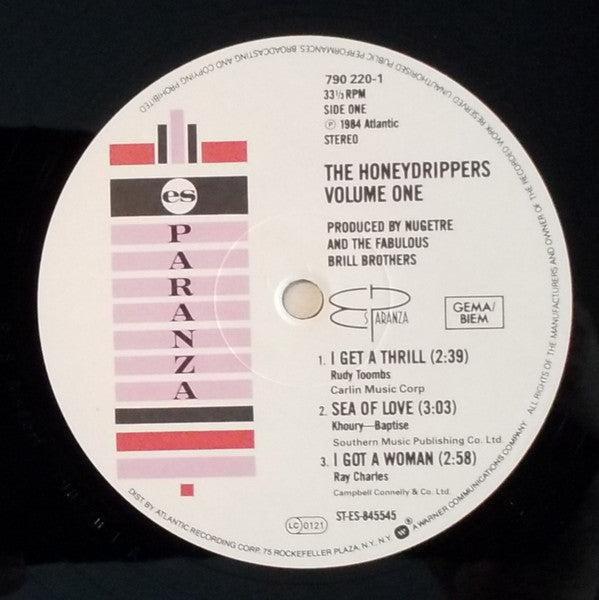 790 220-1
33⅓ RPM
SIDE ONE
℗ 1984 Atlantic
STEREO
THE HONEYDRIPPERS
VOLUME ONE
PRODUCED BY NUGETRE
AND THE FABULOUS
BRILL BROTHERS
es
PARANZA
ES PARANZA
GEMA/
BIEM
1. I GET A THRILL (2:39)
Rudy Toombs
Carlin Music Corp
2. SEA OF LOVE (3:03)
Khoury—Baptise
Southern Music Publishing Co. Ltd.
3. I GOT A WOMAN (2:58)
Ray Charles
Campbell Connelly & Co. Ltd.
ST-ES-845545
LC 0121
DIST. BY ATLANTIC RECORDING CORP. 75 ROCKEFELLER PLAZA, N.Y., N.Y. A WARNER COMMUNICATIONS COMPANY
ALL RIGHTS OF THE MANUFACTURERS AND OWNER OF THE RECORDED WORK RESERVED UNAUTHORISED PUBLIC PERFORMANCES BROADCASTING AND COPYING PROHIBITED